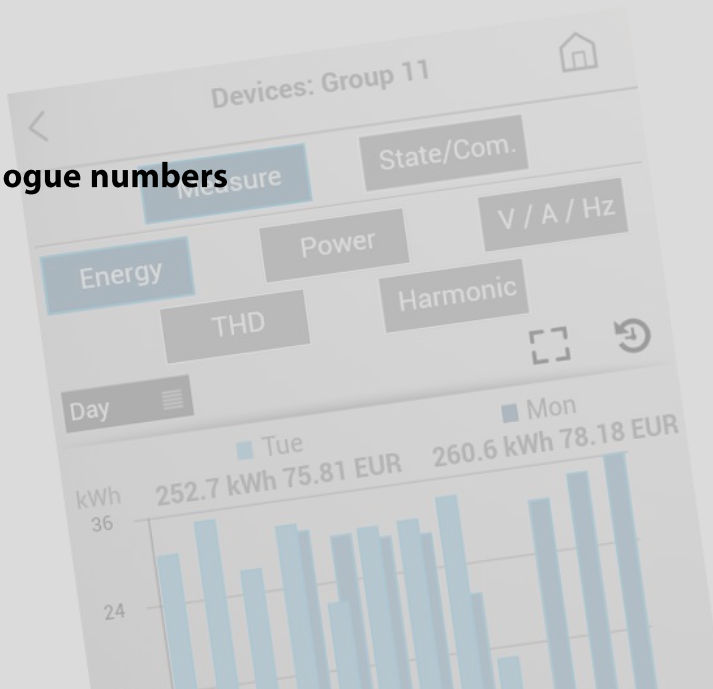 Devices: Group 11
ogue numbers
Measure
State/Com.
Energy
Power
V / A / Hz
THD
Harmonic
Day
Tue
Mon
252.7 kWh 75.81 EUR
260.6 kWh 78.18 EUR
kWh
36
24